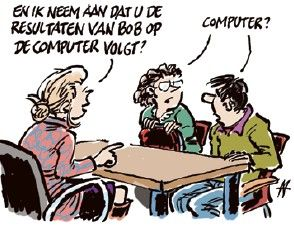 EN IK NEEM AAN DAT U DE
RESULTATEN VAN BOB OP
DE COMPUTER VOLGT?
COMPUTER?